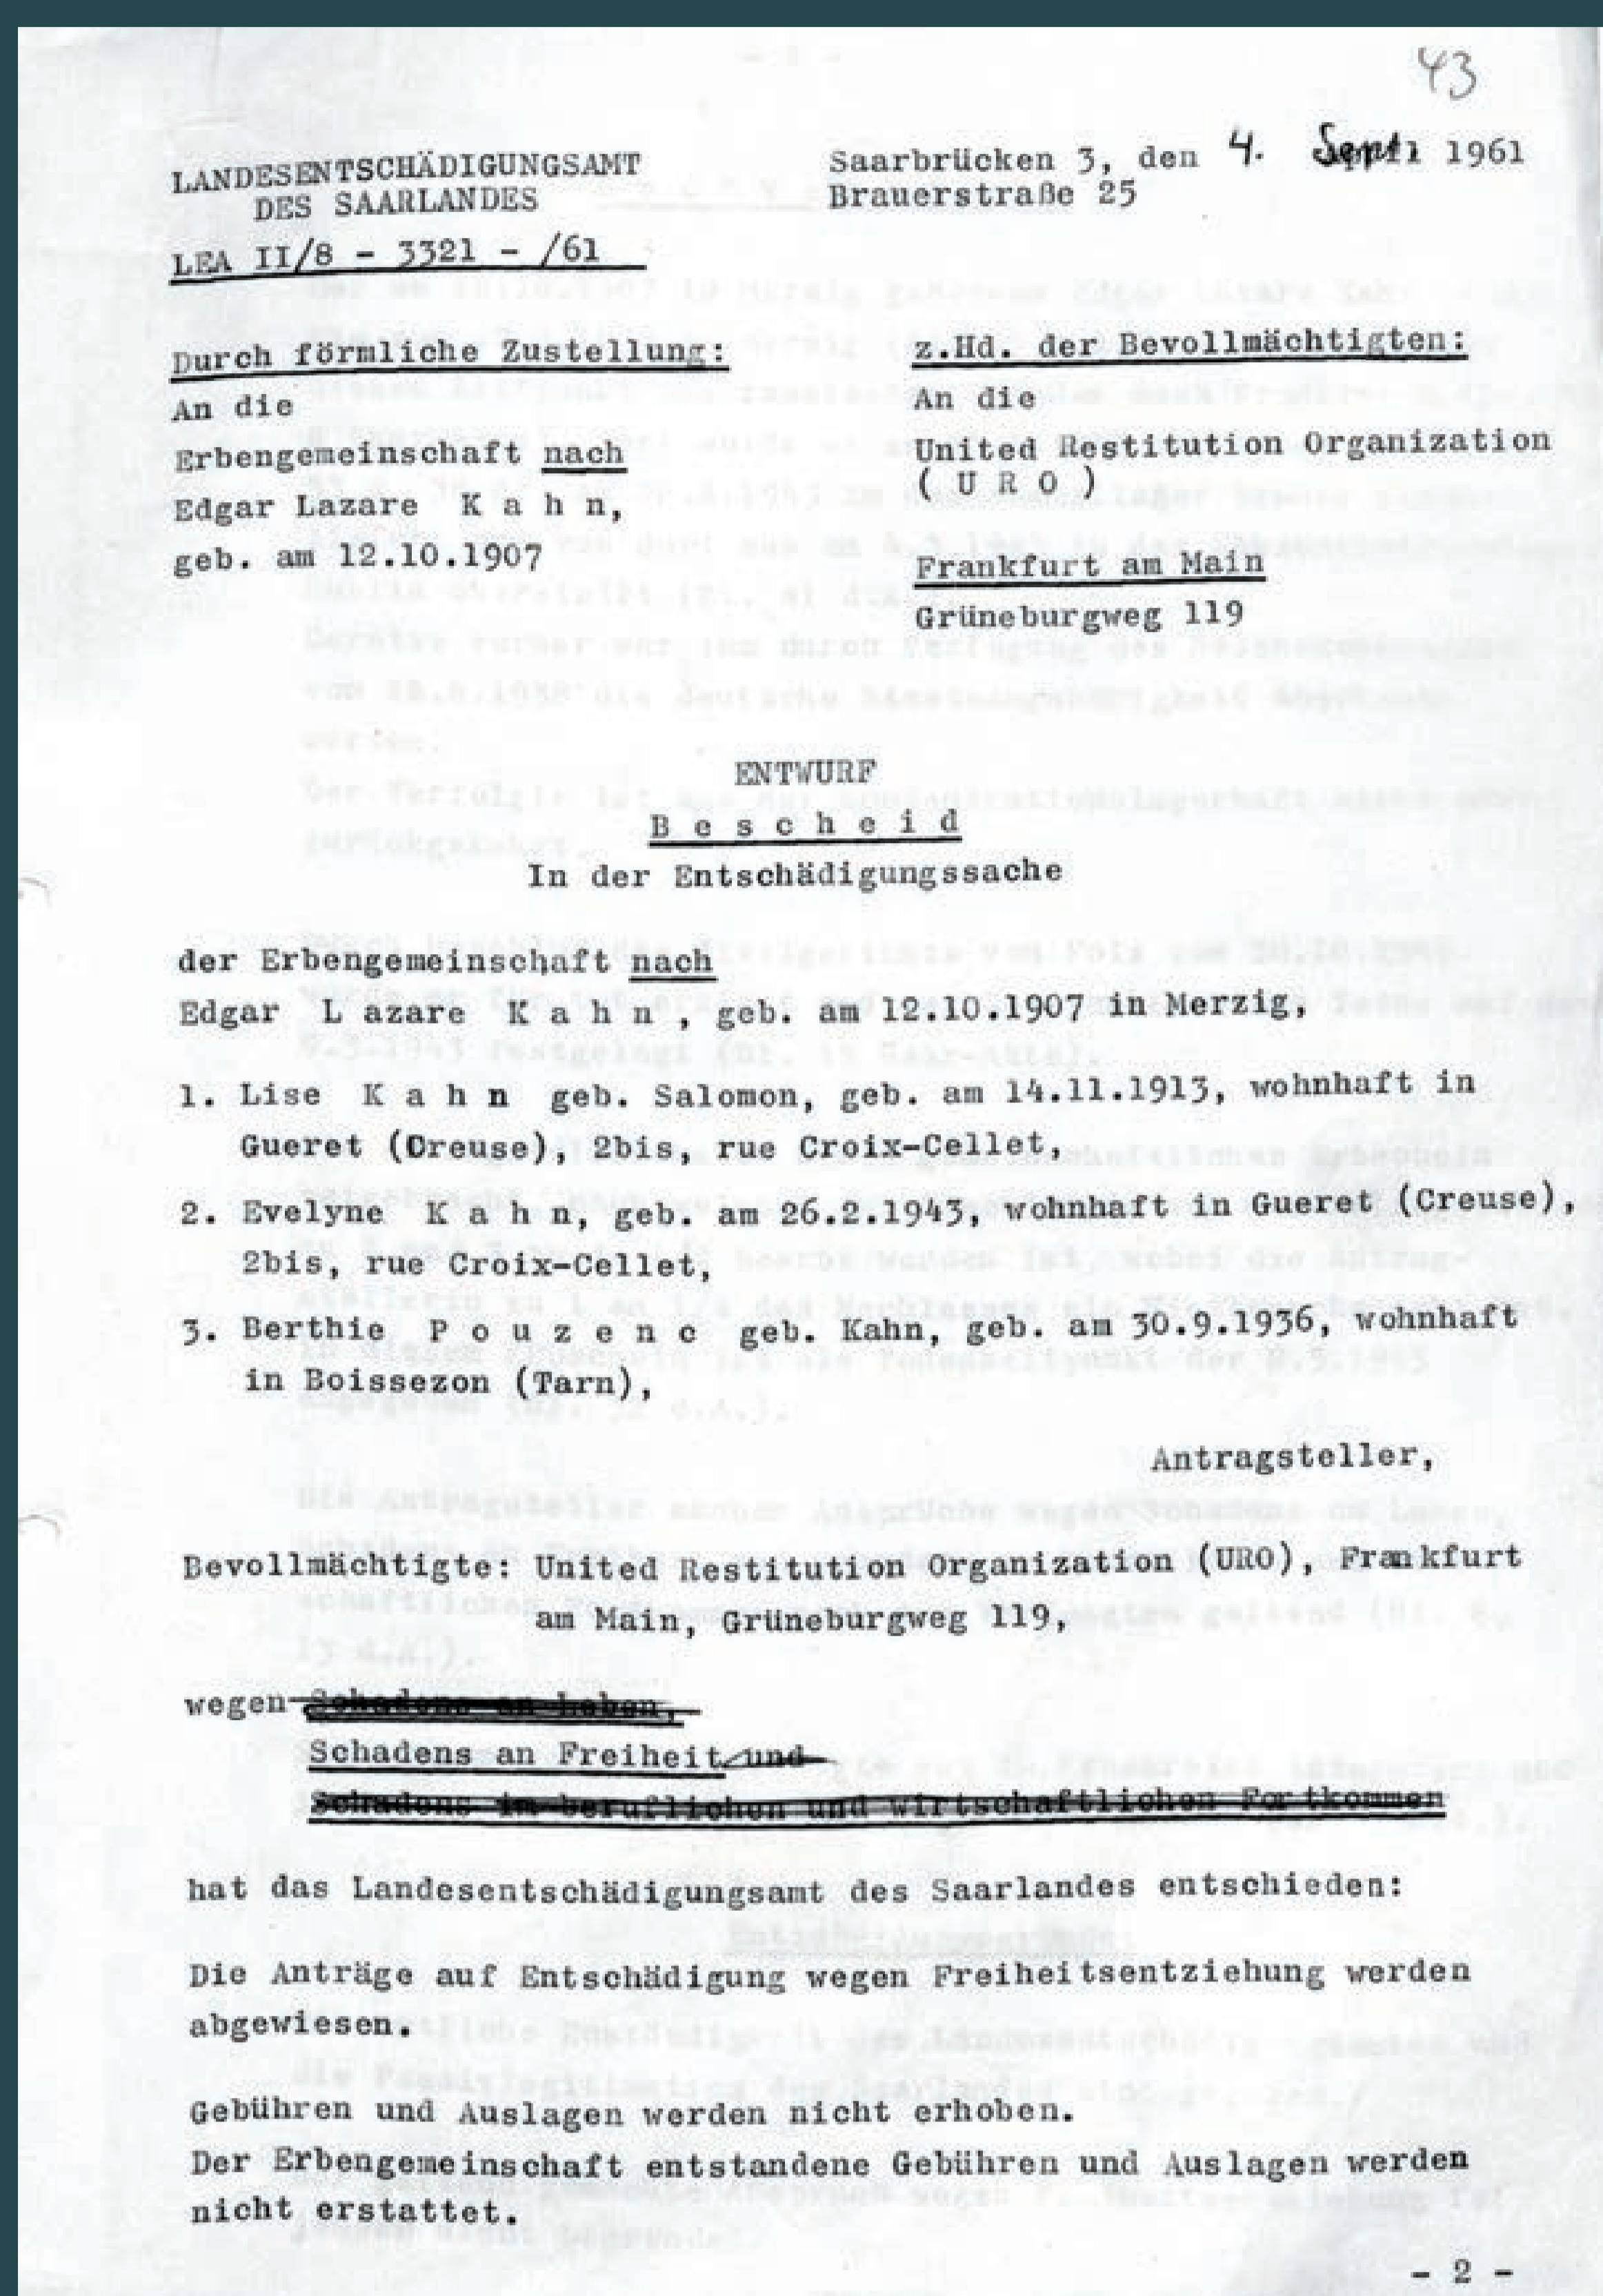 43
LANDESENTSCHÄDIGUNGSAMT
DES SAARLANDES
LEA II/8 - 3321 - /61
Saarbrücken 3, den 4. Sept. 1961
Brauerstraße 25
Durch förmliche Zustellung:
An die
Erbengemeinschaft nach
Edgar Lazare K a h n,
geb. am 12.10.1907
z.Hd. der Bevollmächtigten:
An die
United Restitution Organization
( U R O )
Frankfurt am Main
Grüneburgweg 119
ENTWURF
B e s c h e i d
In der Entschädigungssache
der Erbengemeinschaft nach
Edgar L azare K a h n , geb. am 12.10.1907 in Merzig,
1. Lise K a h n geb. Salomon, geb. am 14.11.1913, wohnhaft in
Gueret (Creuse), 2bis, rue Croix-Cellet,
2. Evelyne K a h n, geb. am 26.2.1943, wohnhaft in Gueret (Creuse),
2bis, rue Croix-Cellet,
3. Berthie P o u z e n c geb. Kahn, geb. am 30.9.1936, wohnhaft
in Boissezon (Tarn),
Antragsteller,
Bevollmächtigte: United Restitution Organization (URO), Frankfurt
am Main, Grüneburgweg 119,
wegen Schadens an Leben,
Schadens an Freiheit und
Schadens im beruflichen und wirtschaftlichen Fortkommen
hat das Landesentschädigungsamt des Saarlandes entschieden:
Die Anträge auf Entschädigung wegen Freiheitsentziehung werden
abgewiesen.
Gebühren und Auslagen werden nicht erhoben.
Der Erbengemeinschaft entstandene Gebühren und Auslagen werden
nicht erstattet.
- 2 -